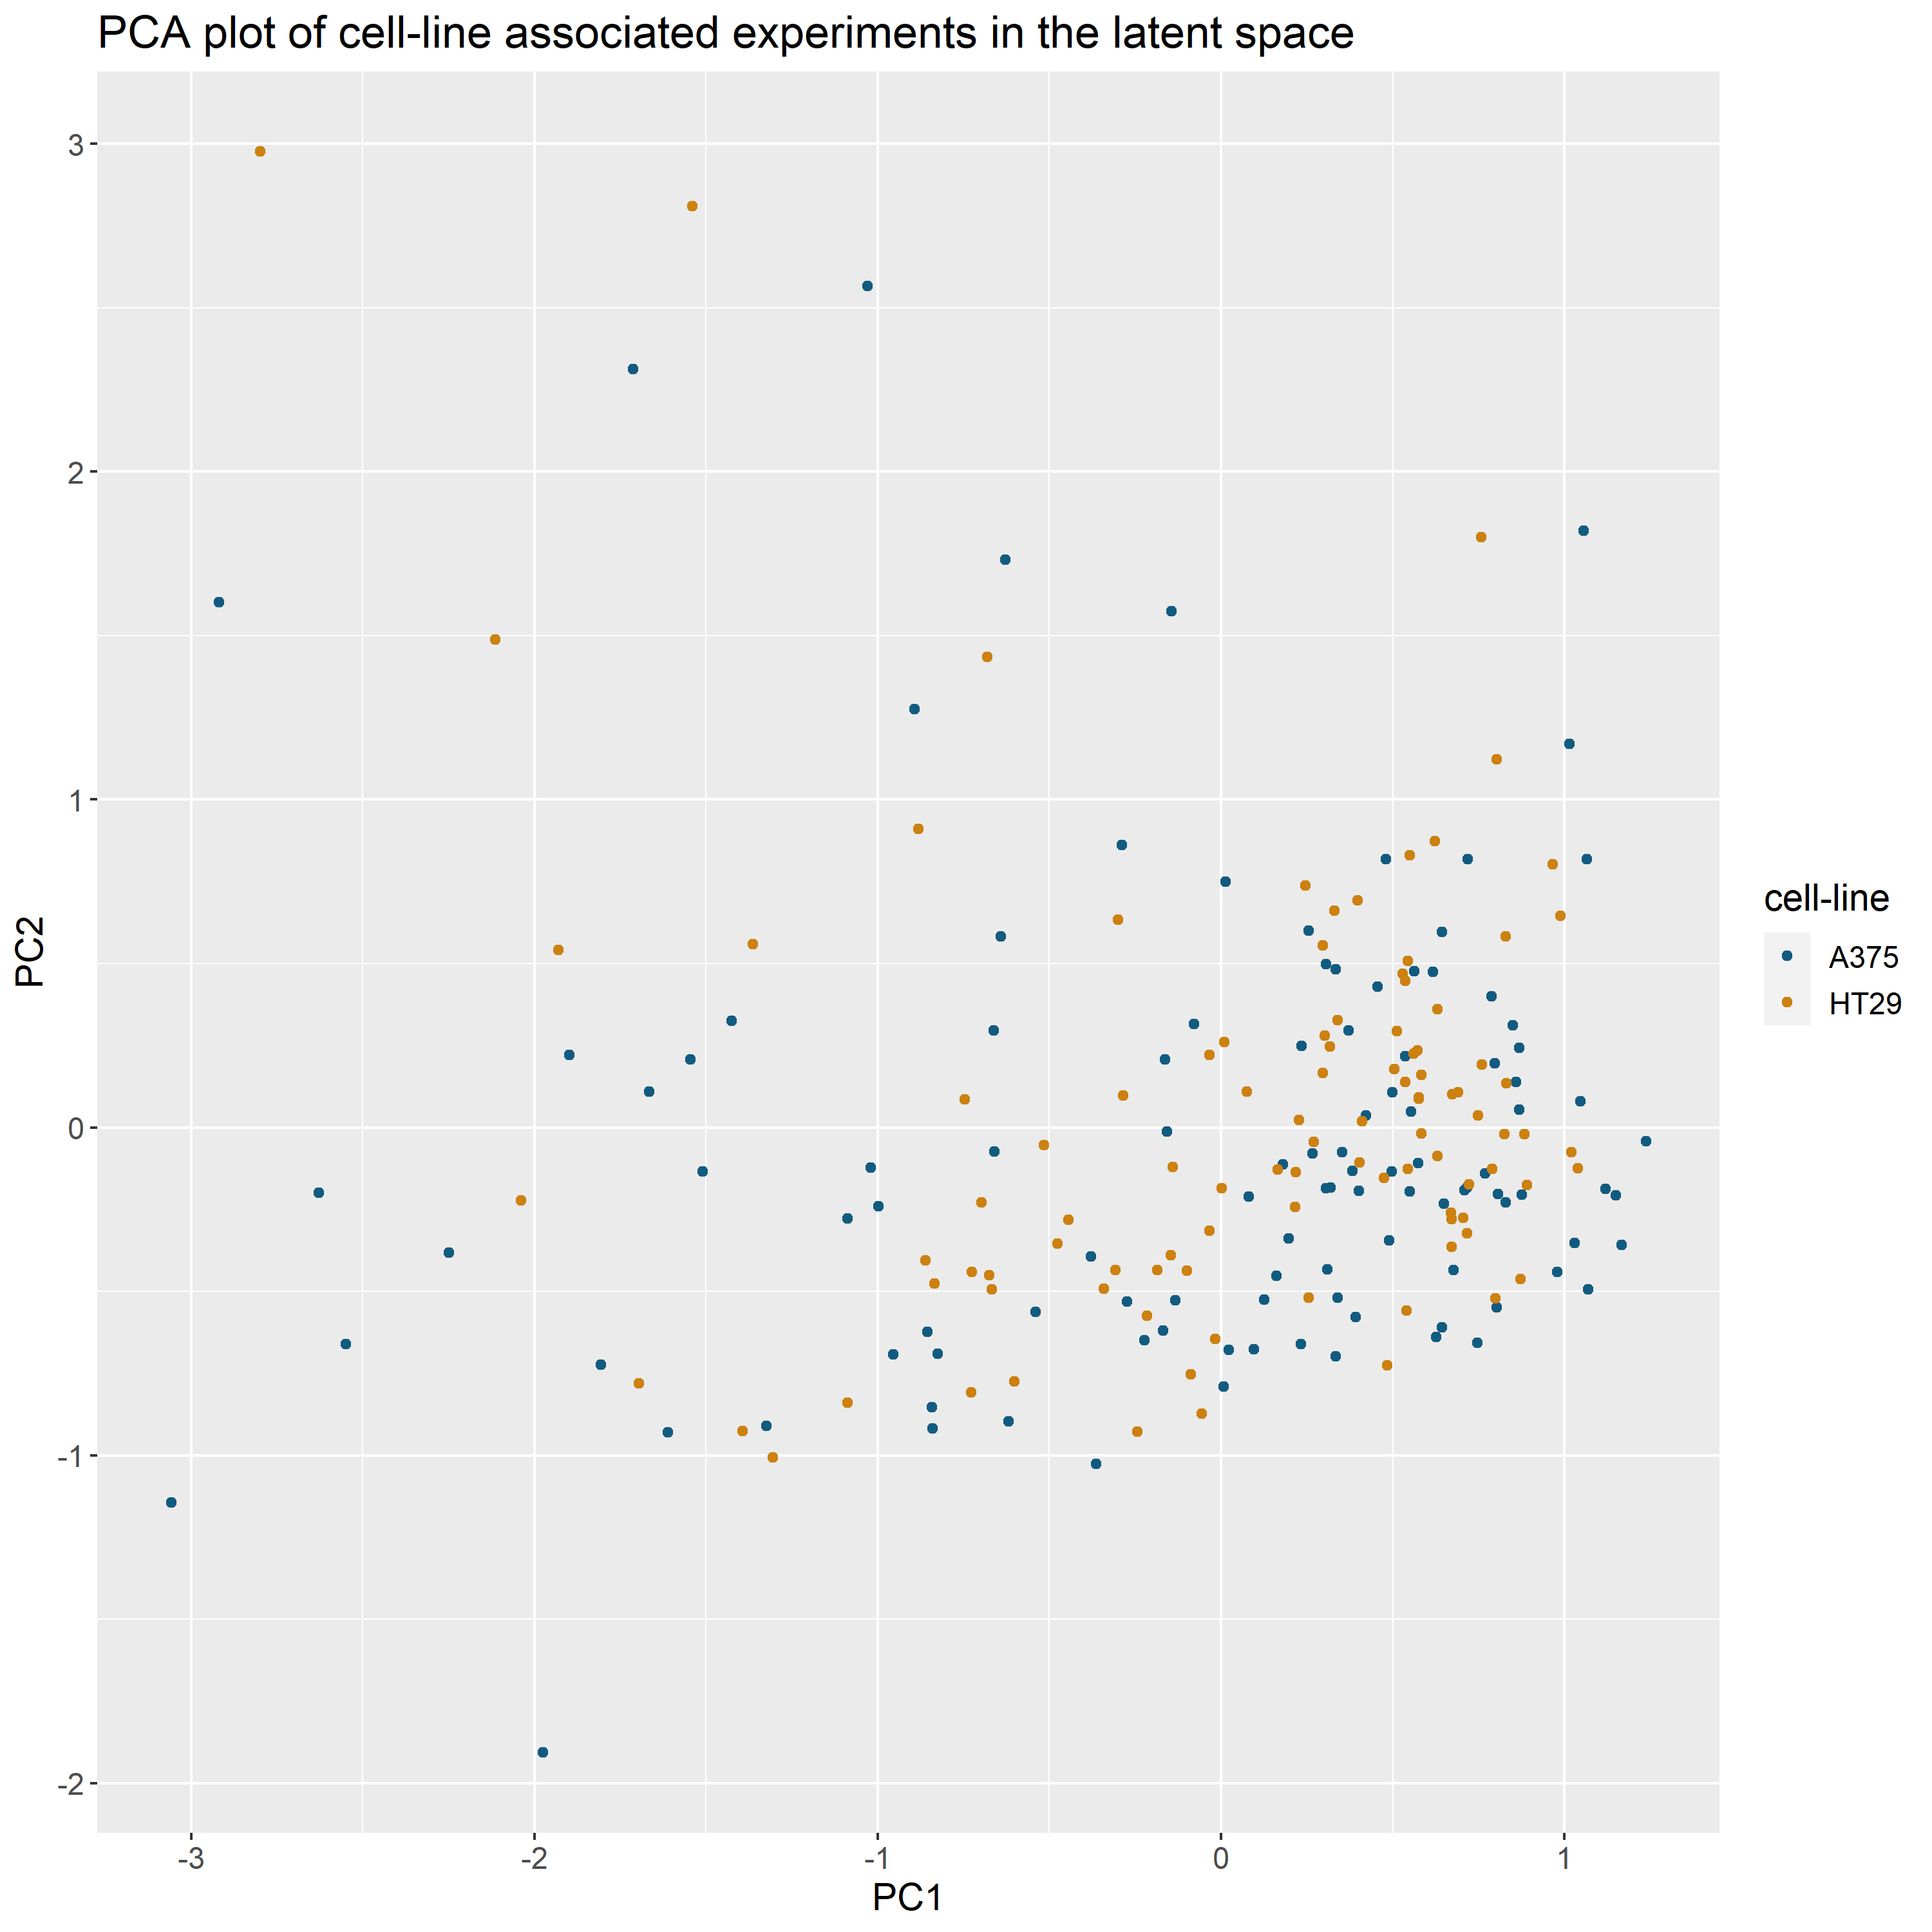 PCA plot of cell-line associated experiments in the latent space
3
2
1
0
-1
-2
PC2
-3
-2
-1
0
1
PC1
cell-line
A375
HT29